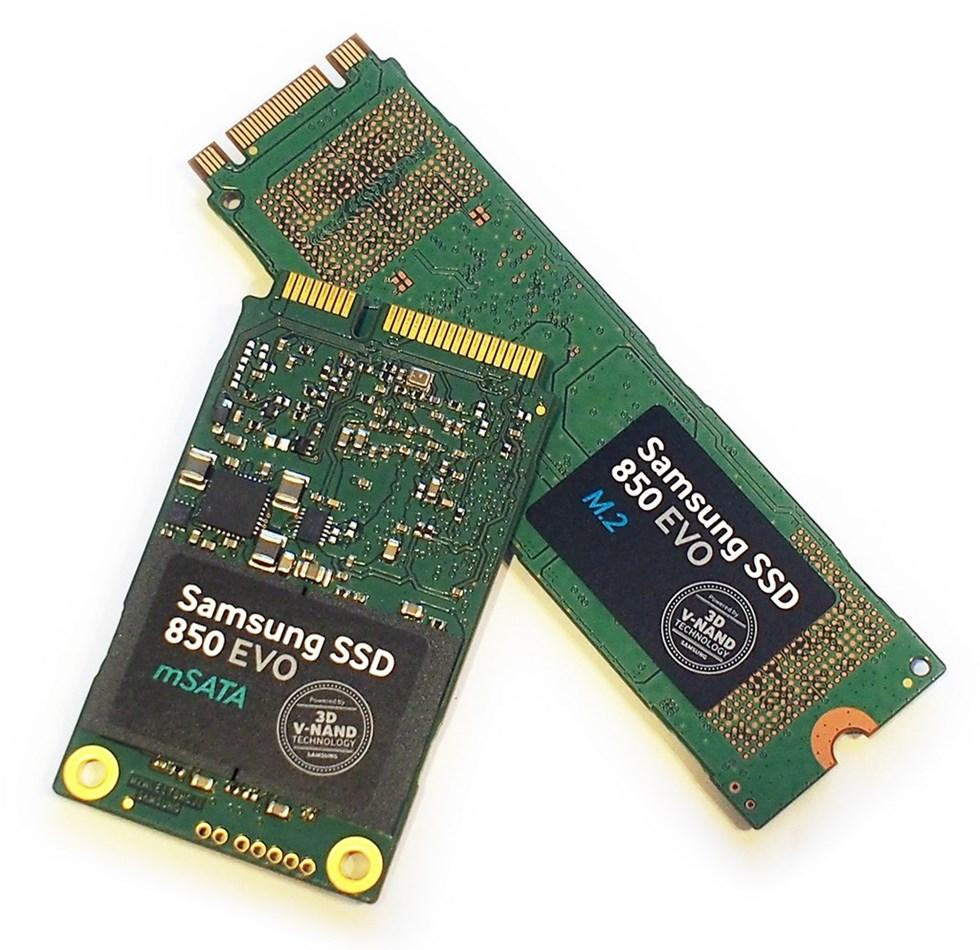 Samsung SSD
850 EVO
M.2
Powered by
3D
V-NAND
TECHNOLOGY
SAMSUNG
Samsung SSD
850 EVO
mSATA
Powered by
3D
V-NAND
TECHNOLOGY
SAMSUNG